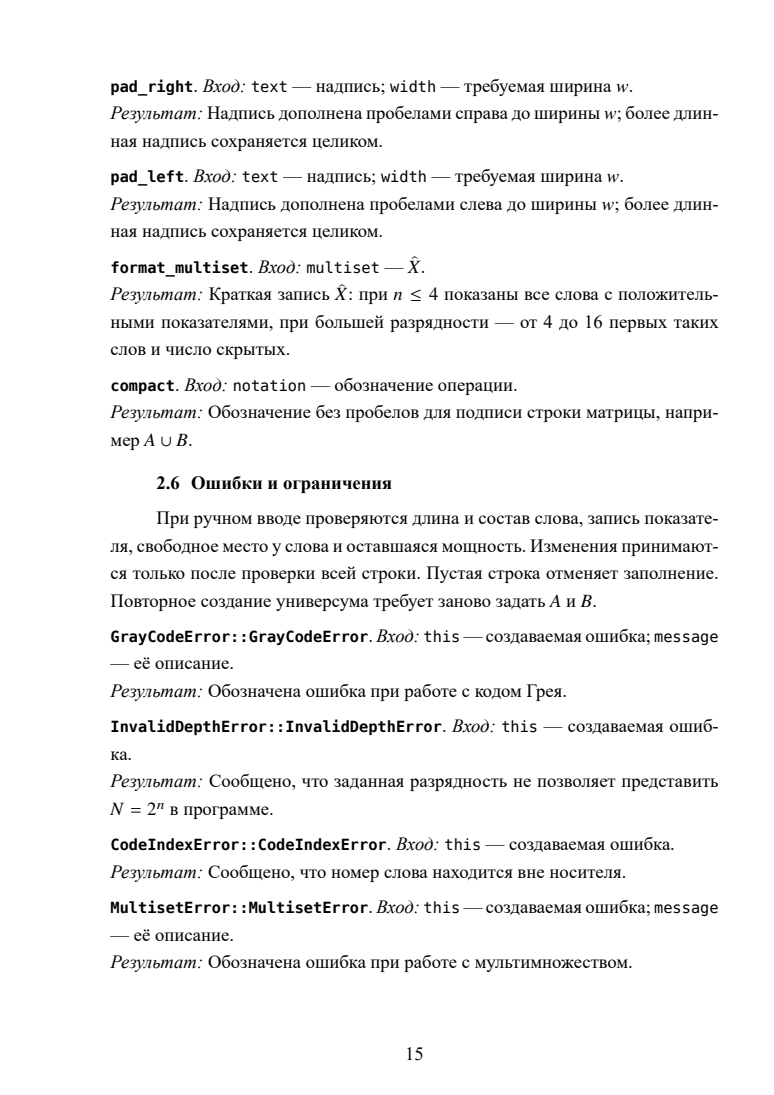 pad_right. Вход: text — надпись; width — требуемая ширина w.
Результат: Надпись дополнена пробелами справа до ширины w; более длин-
ная надпись сохраняется целиком.
pad_left. Вход: text — надпись; width — требуемая ширина w.
Результат: Надпись дополнена пробелами слева до ширины w; более длин-
ная надпись сохраняется целиком.
format_multiset. Вход: multiset — X̂.
Результат: Краткая запись X̂: при n ≤ 4 показаны все слова с положитель-
ными показателями, при большей разрядности — от 4 до 16 первых таких
слов и число скрытых.
compact. Вход: notation — обозначение операции.
Результат: Обозначение без пробелов для подписи строки матрицы, напри-
мер A ∪ B.
2.6 Ошибки и ограничения
При ручном вводе проверяются длина и состав слова, запись показате-
ля, свободное место у слова и оставшаяся мощность. Изменения принимают-
ся только после проверки всей строки. Пустая строка отменяет заполнение.
Повторное создание универсума требует заново задать A и B.
GrayCodeError::GrayCodeError. Вход: this — создаваемая ошибка; message
— её описание.
Результат: Обозначена ошибка при работе с кодом Грея.
InvalidDepthError::InvalidDepthError. Вход: this — создаваемая ошиб-
ка.
Результат: Сообщено, что заданная разрядность не позволяет представить
N = 2ⁿ в программе.
CodeIndexError::CodeIndexError. Вход: this — создаваемая ошибка.
Результат: Сообщено, что номер слова находится вне носителя.
MultisetError::MultisetError. Вход: this — создаваемая ошибка; message
— её описание.
Результат: Обозначена ошибка при работе с мультимножеством.
15